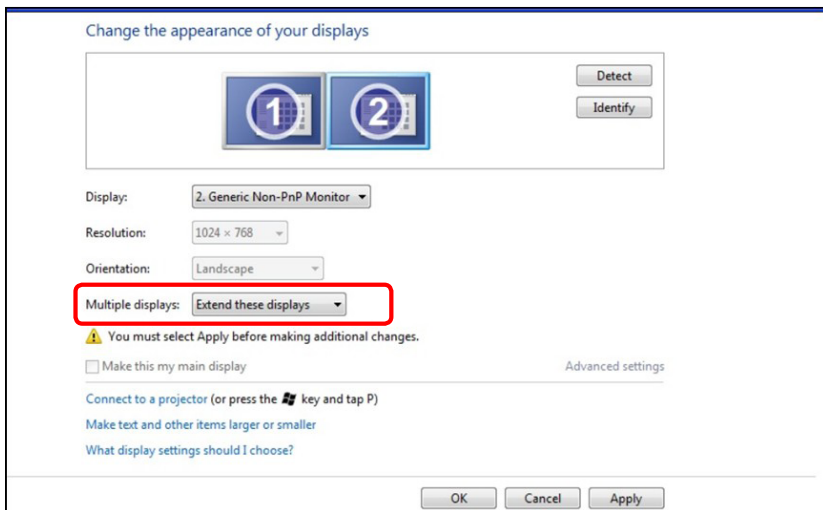 Change the appearance of your displays
1 2
Detect
Identify
Display: 2. Generic Non-PnP Monitor
Resolution: 1024 × 768
Orientation: Landscape
Multiple displays: Extend these displays
You must select Apply before making additional changes.
Make this my main display Advanced settings
Connect to a projector (or press the key and tap P)
Make text and other items larger or smaller
What display settings should I choose?
OK Cancel Apply